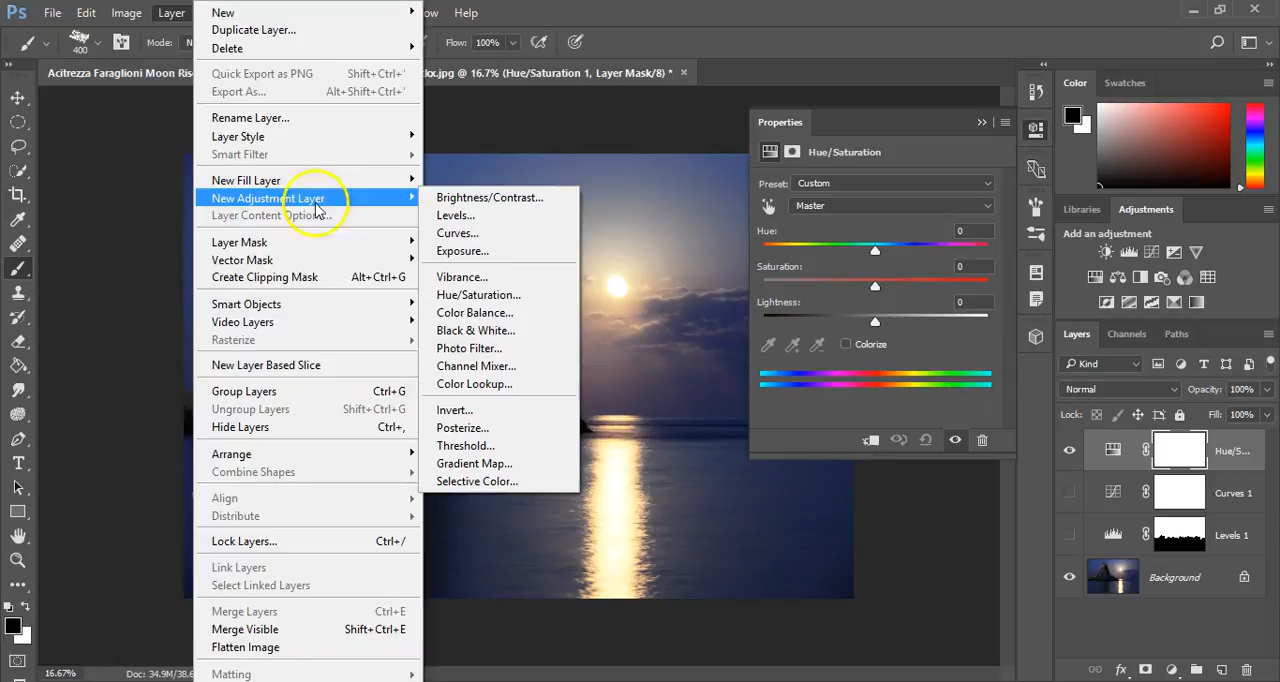 Ps File Edit Image Layer ow Help
400 Mode: N Flow: 100%
Acitrezza Faraglioni Moon Ris kx.jpg @ 16.7% (Hue/Saturation 1, Layer Mask/8) * ×
New
Duplicate Layer...
Delete
Quick Export as PNG Shift+Ctrl+'
Export As... Alt+Shift+Ctrl+'
Rename Layer...
Layer Style
Smart Filter
New Fill Layer
New Adjustment Layer
Layer Content Options...
Layer Mask
Vector Mask
Create Clipping Mask Alt+Ctrl+G
Smart Objects
Video Layers
Rasterize
New Layer Based Slice
Group Layers Ctrl+G
Ungroup Layers Shift+Ctrl+G
Hide Layers Ctrl+,
Arrange
Combine Shapes
Align
Distribute
Lock Layers... Ctrl+/
Link Layers
Select Linked Layers
Merge Layers Ctrl+E
Merge Visible Shift+Ctrl+E
Flatten Image
Matting
Brightness/Contrast...
Levels...
Curves...
Exposure...
Vibrance...
Hue/Saturation...
Color Balance...
Black & White...
Photo Filter...
Channel Mixer...
Color Lookup...
Invert...
Posterize...
Threshold...
Gradient Map...
Selective Color...
Properties
Hue/Saturation
Preset: Custom
Master
Hue: 0
Saturation: 0
Lightness: 0
Colorize
Color Swatches
Libraries Adjustments
Add an adjustment
Layers Channels Paths
Kind
Normal Opacity: 100%
Lock: Fill: 100%
Hue/S...
Curves 1
Levels 1
Background
16.67% Doc: 34.9M/38.6